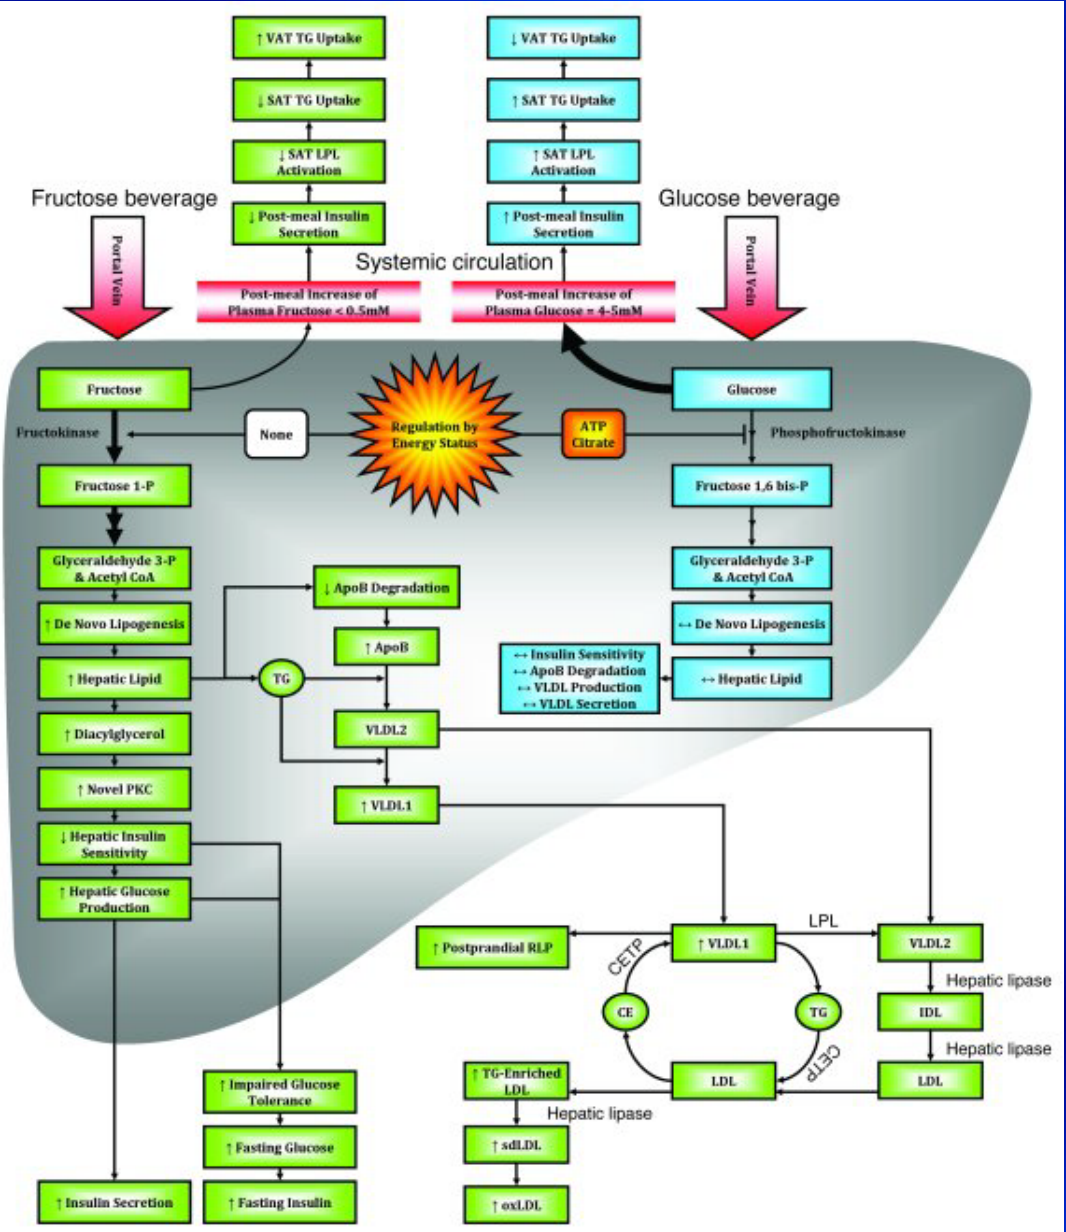 ↑ VAT TG Uptake
↓ SAT TG Uptake
↓ SAT LPL
Activation
↓ Post-meal Insulin
Secretion
↓ VAT TG Uptake
↑ SAT TG Uptake
↑ SAT LPL
Activation
↑ Post-meal Insulin
Secretion
Fructose beverage
Portal Vein
Glucose beverage
Portal Vein
Systemic circulation
Post-meal Increase of
Plasma Fructose < 0.5mM
Post-meal Increase of
Plasma Glucose = 4-5mM
Fructose
Glucose
Fructokinase
None
Regulation by
Energy Status
ATP
Citrate
Phosphofructokinase
Fructose 1-P
Fructose 1,6 bis-P
Glyceraldehyde 3-P
& Acetyl CoA
↑ De Novo Lipogenesis
↑ Hepatic Lipid
↑ Diacylglycerol
↑ Novel PKC
↓ Hepatic Insulin
Sensitivity
↑ Hepatic Glucose
Production
TG
↓ ApoB Degradation
↑ ApoB
VLDL2
↑ VLDL1
Glyceraldehyde 3-P
& Acetyl CoA
↔ De Novo Lipogenesis
↔ Hepatic Lipid
↔ Insulin Sensitivity
↔ ApoB Degradation
↔ VLDL Production
↔ VLDL Secretion
↑ Postprandial RLP
↑ VLDL1
LPL
VLDL2
CETP
Hepatic lipase
CE
TG
IDL
CETP
Hepatic lipase
↑ TG-Enriched
LDL
LDL
LDL
Hepatic lipase
↑ sdLDL
↑ oxLDL
↑ Impaired Glucose
Tolerance
↑ Fasting Glucose
↑ Insulin Secretion
↑ Fasting Insulin